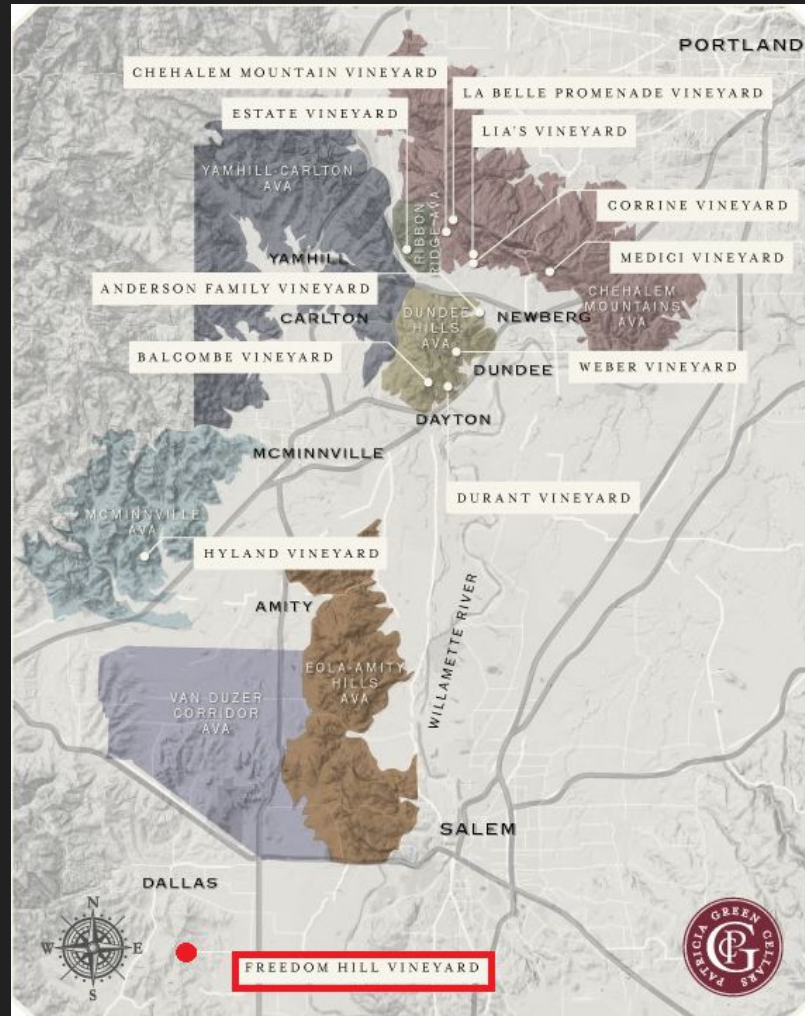 PORTLAND
CHEHALEM MOUNTAIN VINEYARD
LA BELLE PROMENADE VINEYARD
ESTATE VINEYARD
LIA'S VINEYARD
YAMHILL-CARLTON
AVA
RIBBON
RIDGE AVA
CORRINE VINEYARD
YAMHILL
MEDICI VINEYARD
ANDERSON FAMILY VINEYARD
CHEHALEM
MOUNTAINS
AVA
CARLTON
DUNDEE
HILLS
AVA
NEWBERG
BALCOMBE VINEYARD
DUNDEE
WEBER VINEYARD
DAYTON
MCMINNVILLE
DURANT VINEYARD
MCMINNVILLE
AVA
HYLAND VINEYARD
AMITY
WILLAMETTE RIVER
EOLA-AMITY
HILLS
AVA
VAN DUZER
CORRIDOR
AVA
SALEM
DALLAS
N
W E
S
FREEDOM HILL VINEYARD
PATRICIA GREEN CELLARS
PG